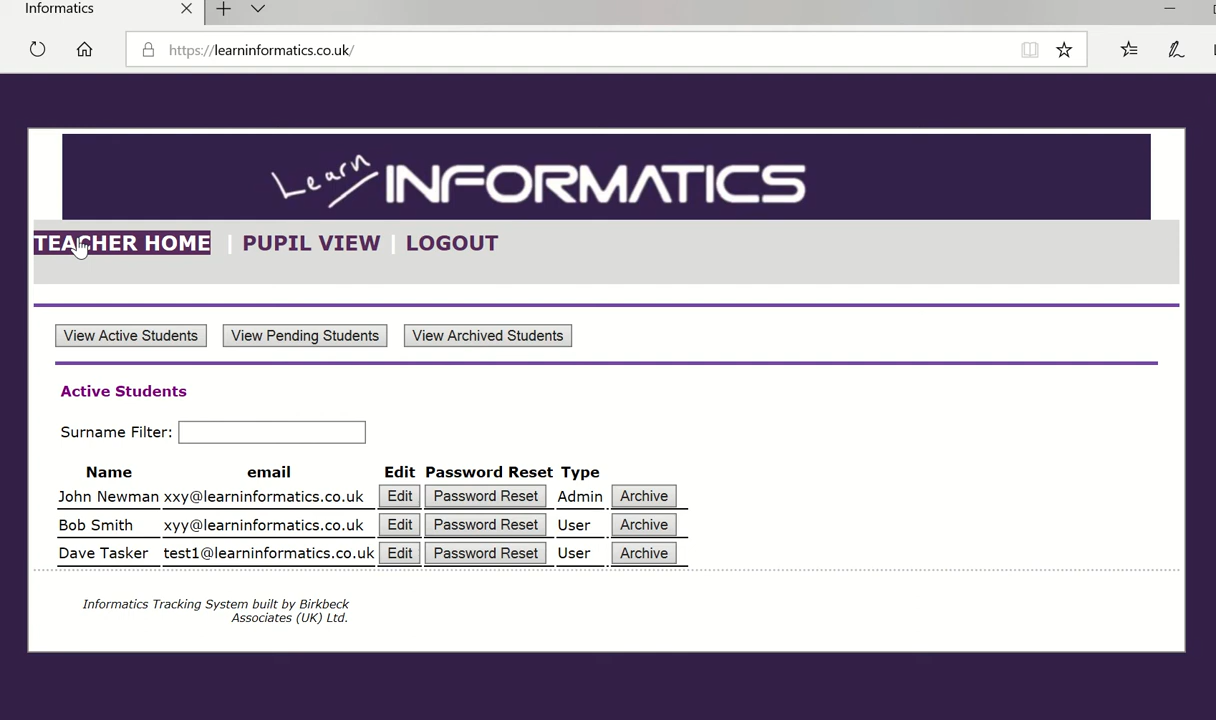 Informatics
https://learninformatics.co.uk/
Learn INFORMATICS
TEACHER HOME | PUPIL VIEW | LOGOUT
View Active Students View Pending Students View Archived Students
Active Students
Surname Filter:
Name email Edit Password Reset Type
John Newman xxy@learninformatics.co.uk Edit Password Reset Admin Archive
Bob Smith xyy@learninformatics.co.uk Edit Password Reset User Archive
Dave Tasker test1@learninformatics.co.uk Edit Password Reset User Archive
Informatics Tracking System built by Birkbeck
Associates (UK) Ltd.